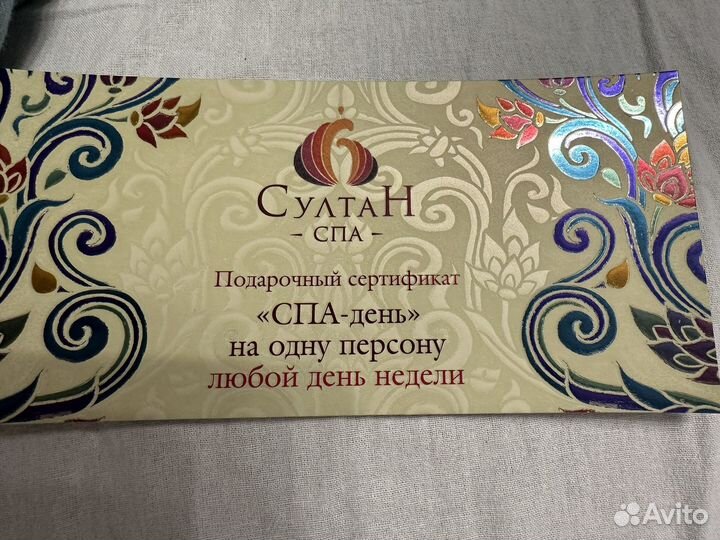 СултаН
- СПА -
Подарочный сертификат
«СПА-день»
на одну персону
любой день недели
Avito